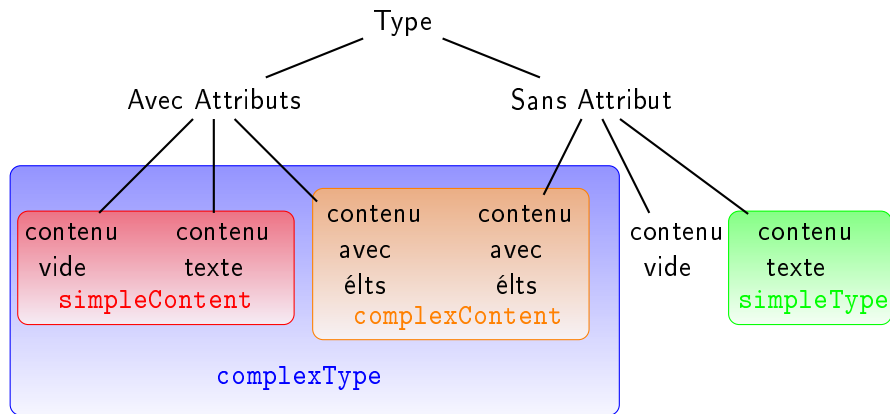 Type
Avec Attributs
Sans Attribut
contenu
vide
contenu
texte
simpleContent
contenu
avec
élts
contenu
avec
élts
complexContent
contenu
vide
contenu
texte
simpleType
complexType